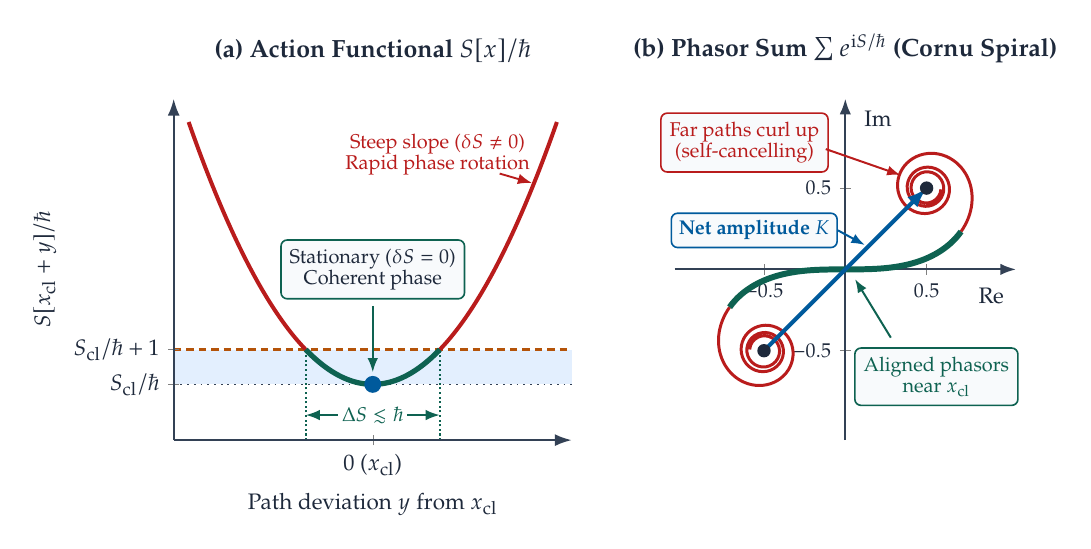 (a) Action Functional S[x]/ħ
S[x_cl + y]/ħ
Steep slope (δS ≠ 0)
Rapid phase rotation
Stationary (δS = 0)
Coherent phase
S_cl/ħ + 1
S_cl/ħ
ΔS ≲ ħ
0 (x_cl)
Path deviation y from x_cl
(b) Phasor Sum ∑ e^{iS/ħ} (Cornu Spiral)
Im
Far paths curl up
(self-cancelling)
0.5
Net amplitude K
−0.5
0.5
Re
−0.5
Aligned phasors
near x_cl